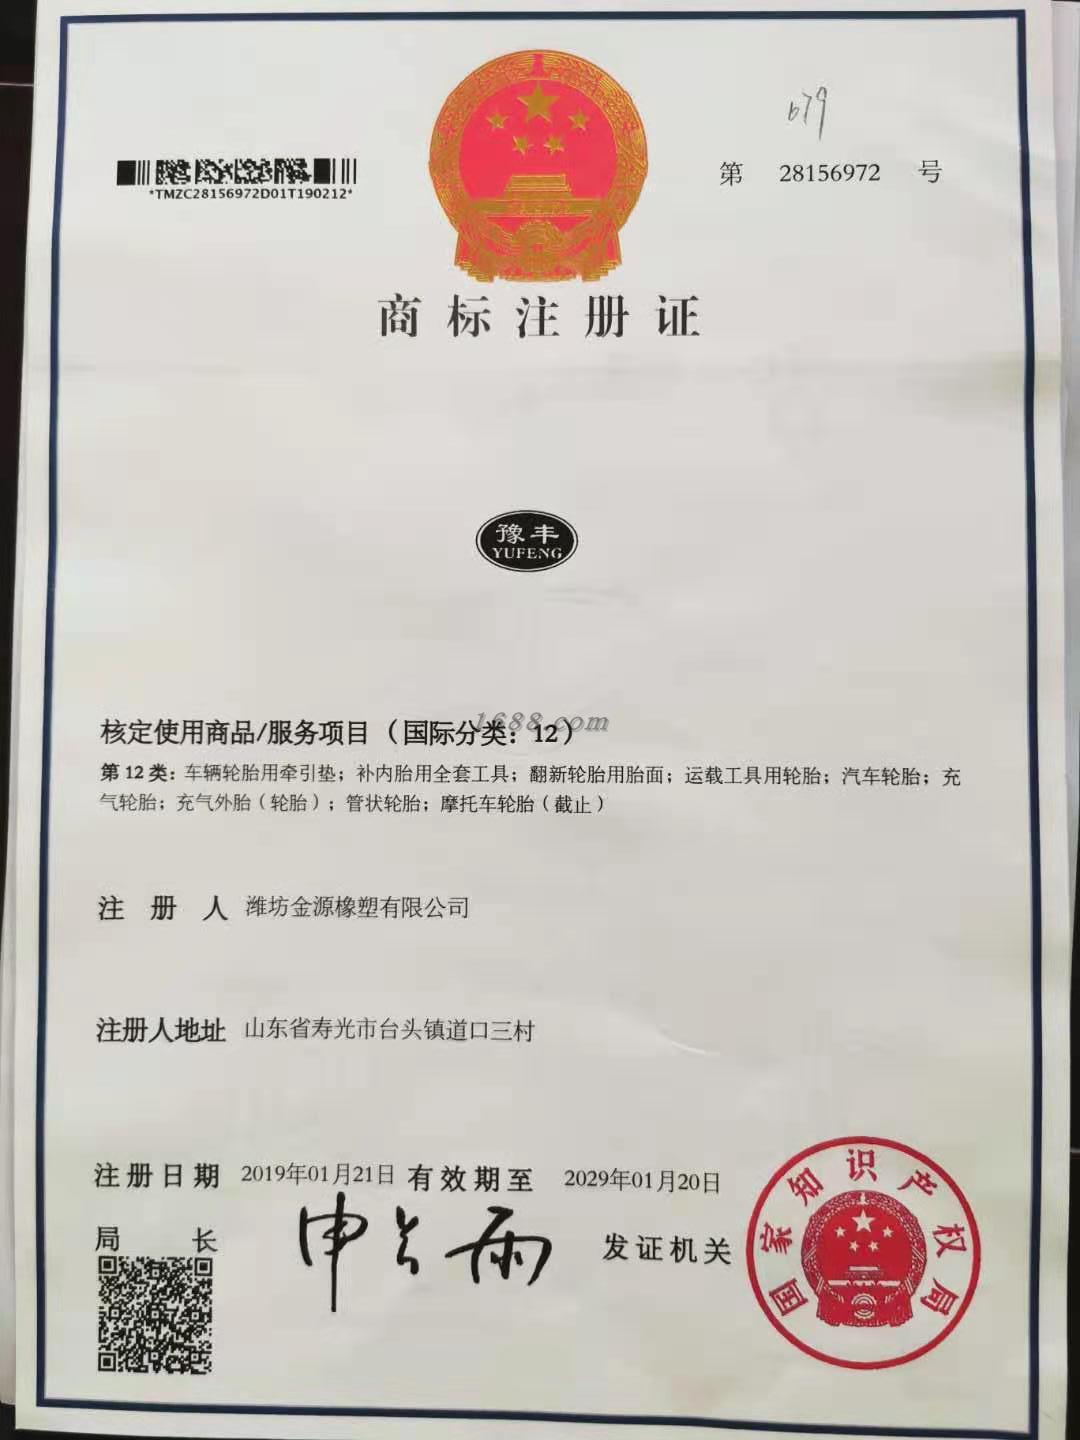 679
*TMZC28156972D01T190212*
第 28156972 号
商标注册证
豫丰
YUFENG
1688.com
核定使用商品/服务项目（国际分类：12）
第 12 类：车辆轮胎用牵引垫；补内胎用全套工具；翻新轮胎用胎面；运载工具用轮胎；汽车轮胎；充
气轮胎；充气外胎（轮胎）；管状轮胎；摩托车轮胎（截止）
注册人 潍坊金源橡塑有限公司
注册人地址 山东省寿光市台头镇道口三村
注册日期 2019年01月21日 有效期至 2029年01月20日
局长 申长雨 发证机关
国家知识产权局